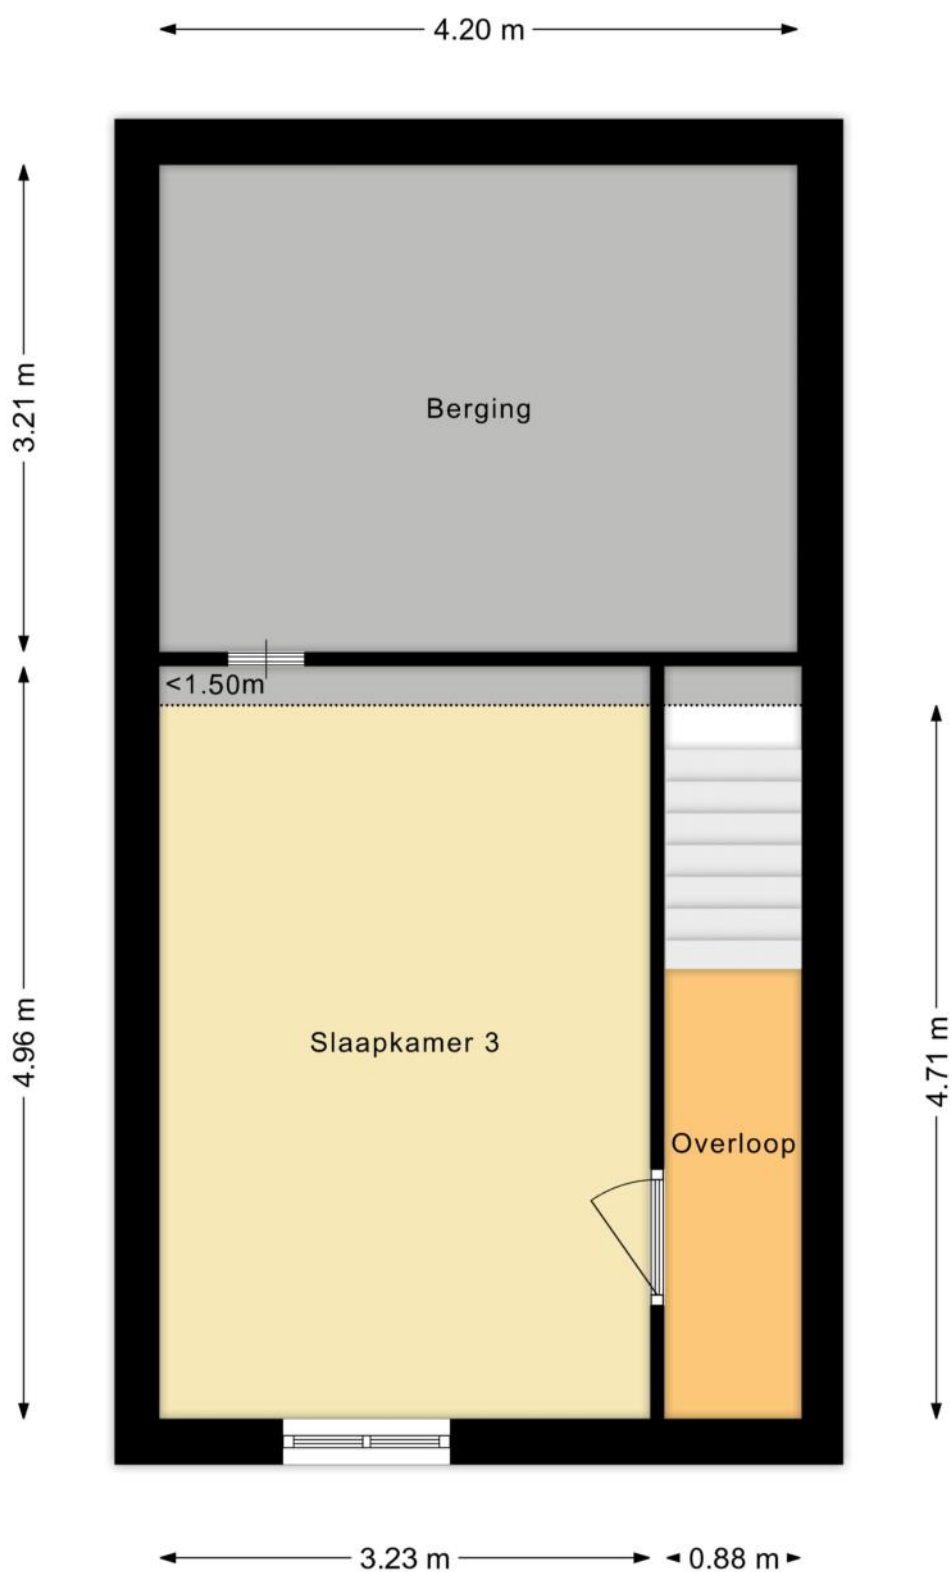 4.20 m
3.21 m
Berging
<1.50m
4.96 m
Slaapkamer 3
4.71 m
Overloop
3.23 m
0.88 m